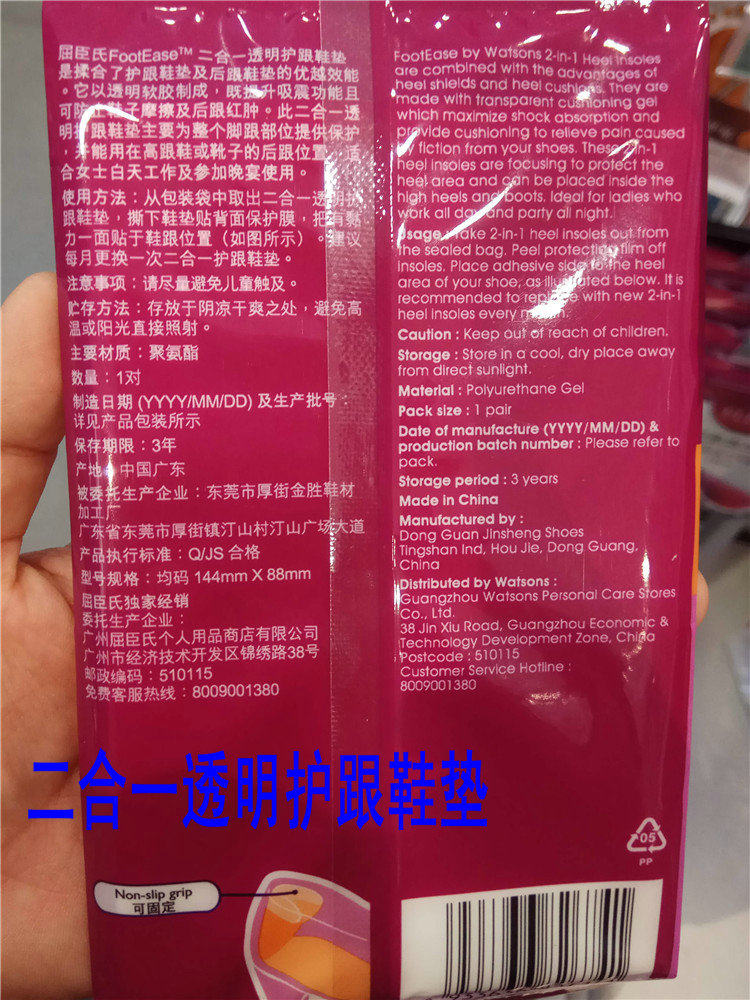 屈臣氏FootEase™ 二合一透明护跟鞋垫
是揉合了护跟鞋垫及后跟鞋垫的优越效能
。它以透明软胶制成，既提升吸震功能且
可防止鞋子摩擦及后跟红肿。此二合一透
明护跟鞋垫主要为整个脚跟部位提供保护
，并能用在高跟鞋或靴子的后跟位置，适
合女士白天工作及参加晚宴使用。
使用方法：从包装袋中取出二合一透明护
跟鞋垫，撕下鞋垫贴背面保护膜，把有黏
力一面贴于鞋跟位置（如图所示）。建议
每月更换一次二合一护跟鞋垫。
注意事项：请尽量避免儿童触及。
贮存方法：存放于阴凉干爽之处，避免高
温或阳光直接照射。
主要材质：聚氨酯
数量：1对
制造日期 (YYYY/MM/DD) 及生产批号：
详见产品包装所示
保存期限：3年
产地：中国广东
被委托生产企业：东莞市厚街金胜鞋材
加工厂
广东省东莞市厚街镇汀山村汀山广场大道
产品执行标准：Q/JS 合格
型号规格：均码 144mm X 88mm
屈臣氏独家经销
委托生产企业：
广州屈臣氏个人用品商店有限公司
广州市经济技术开发区锦绣路38号
邮政编码：510115
免费客服热线：8009001380
FootEase by Watsons 2-in-1 Heel Insoles
are combined with the advantages of
heel shields and heel cushions. They are
made with transparent cushioning gel
which maximize shock absorption and
provide cushioning to relieve pain caused
by fiction from your shoes. These 2-in-1
heel insoles are focusing to protect the
heel area and can be placed inside the
high heels and boots. Ideal for ladies who
work all day and party all night.
Usage : Take 2-in-1 heel insoles out from
the sealed bag. Peel protecting film off
insoles. Place adhesive side to the heel
area of your shoe, as illustrated below. It is
recommended to replace with new 2-in-1
heel insoles every month.
Caution : Keep out of reach of children.
Storage : Store in a cool, dry place away
from direct sunlight.
Material : Polyurethane Gel
Pack size : 1 pair
Date of manufacture (YYYY/MM/DD) &
production batch number : Please refer to
pack.
Storage period : 3 years
Made in China
Manufactured by :
Dong Guan Jinsheng Shoes
Tingshan Ind, Hou Jie, Dong Guang,
China
Distributed by Watsons :
Guangzhou Watsons Personal Care Stores
Co., Ltd.
38 Jin Xiu Road, Guangzhou Economic &
Technology Development Zone, China
Postcode : 510115
Customer Service Hotline :
8009001380
二合一透明护跟鞋垫
05
PP
Non-slip grip
可固定